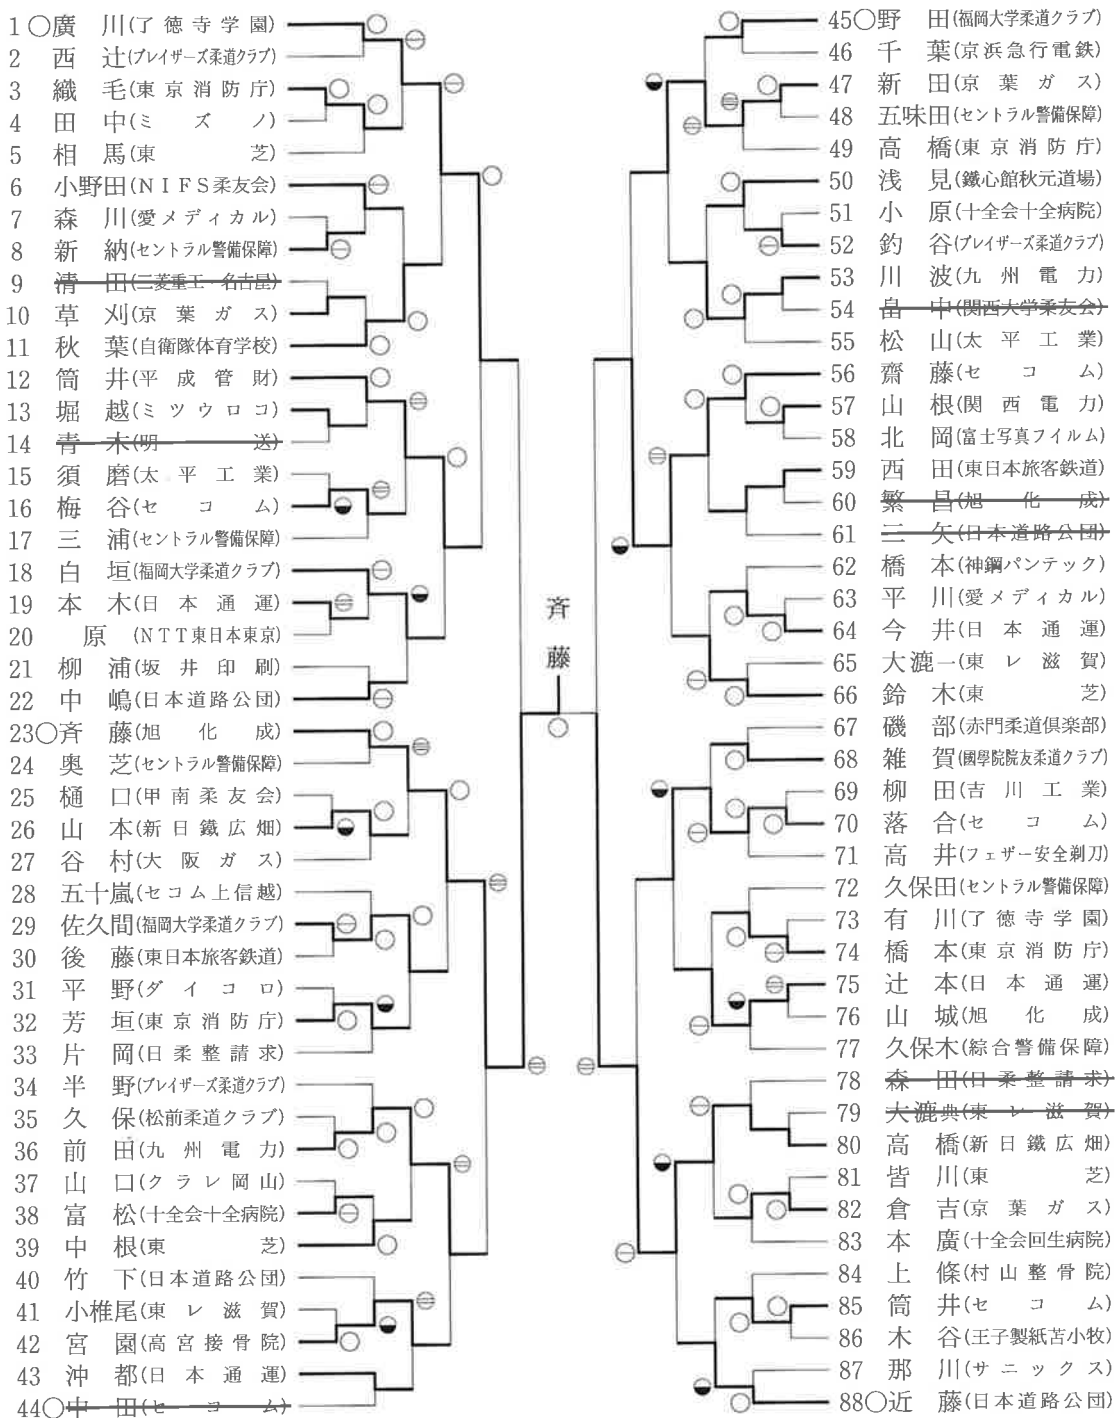 1 ○廣川(了徳寺学園)
2 西辻(ブレイザーズ柔道クラブ)
3 織毛(東京消防庁)
4 田中(ミズノ)
5 相馬(東芝)
6 小野田(NIFS柔友会)
7 森川(愛メディカル)
8 新納(セントラル警備保障)
9 清田(三菱重工・名古屋)
10 草刈(京葉ガス)
11 秋葉(自衛隊体育学校)
12 筒井(平成管財)
13 堀越(ミツウロコ)
14 青木(明送)
15 須磨(太平工業)
16 梅谷(セコム)
17 三浦(セントラル警備保障)
18 白垣(福岡大学柔道クラブ)
19 本木(日本通運)
20 原(NTT東日本東京)
21 柳浦(坂井印刷)
22 中嶋(日本道路公団)
23○斉藤(旭化成)
24 奥芝(セントラル警備保障)
25 樋口(甲南柔友会)
26 山本(新日鐵広畑)
27 谷村(大阪ガス)
28 五十嵐(セコム上信越)
29 佐久間(福岡大学柔道クラブ)
30 後藤(東日本旅客鉄道)
31 平野(ダイコロ)
32 芳垣(東京消防庁)
33 片岡(日柔整請求)
34 半野(ブレイザーズ柔道クラブ)
35 久保(松前柔道クラブ)
36 前田(九州電力)
37 山口(クラレ岡山)
38 富松(十全会十全病院)
39 中根(東芝)
40 竹下(日本道路公団)
41 小椎尾(東レ滋賀)
42 宮園(高宮接骨院)
43 沖都(日本通運)
44○中田(セコム)
斉藤
45○野田(福岡大学柔道クラブ)
46 千葉(京浜急行電鉄)
47 新田(京葉ガス)
48 五味田(セントラル警備保障)
49 高橋(東京消防庁)
50 浅見(鐵心館秋元道場)
51 小原(十全会十全病院)
52 釣谷(ブレイザーズ柔道クラブ)
53 川波(九州電力)
54 畠中(関西大学柔友会)
55 松山(太平工業)
56 齋藤(セコム)
57 山根(関西電力)
58 北岡(富士写真フイルム)
59 西田(東日本旅客鉄道)
60 繁昌(旭化成)
61 三矢(日本道路公団)
62 橋本(神鋼パンテック)
63 平川(愛メディカル)
64 今井(日本通運)
65 大漉一(東レ滋賀)
66 鈴木(東芝)
67 磯部(赤門柔道倶楽部)
68 雑賀(國學院院友柔道クラブ)
69 柳田(吉川工業)
70 落合(セコム)
71 高井(フェザー安全剃刀)
72 久保田(セントラル警備保障)
73 有川(了徳寺学園)
74 橋本(東京消防庁)
75 辻本(日本通運)
76 山城(旭化成)
77 久保木(綜合警備保障)
78 森田(日柔整請求)
79 大漉典(東レ滋賀)
80 高橋(新日鐵広畑)
81 皆川(東芝)
82 倉吉(京葉ガス)
83 本廣(十全会回生病院)
84 上條(村山整骨院)
85 筒井(セコム)
86 木谷(王子製紙苫小牧)
87 那川(サニックス)
88○近藤(日本道路公団)